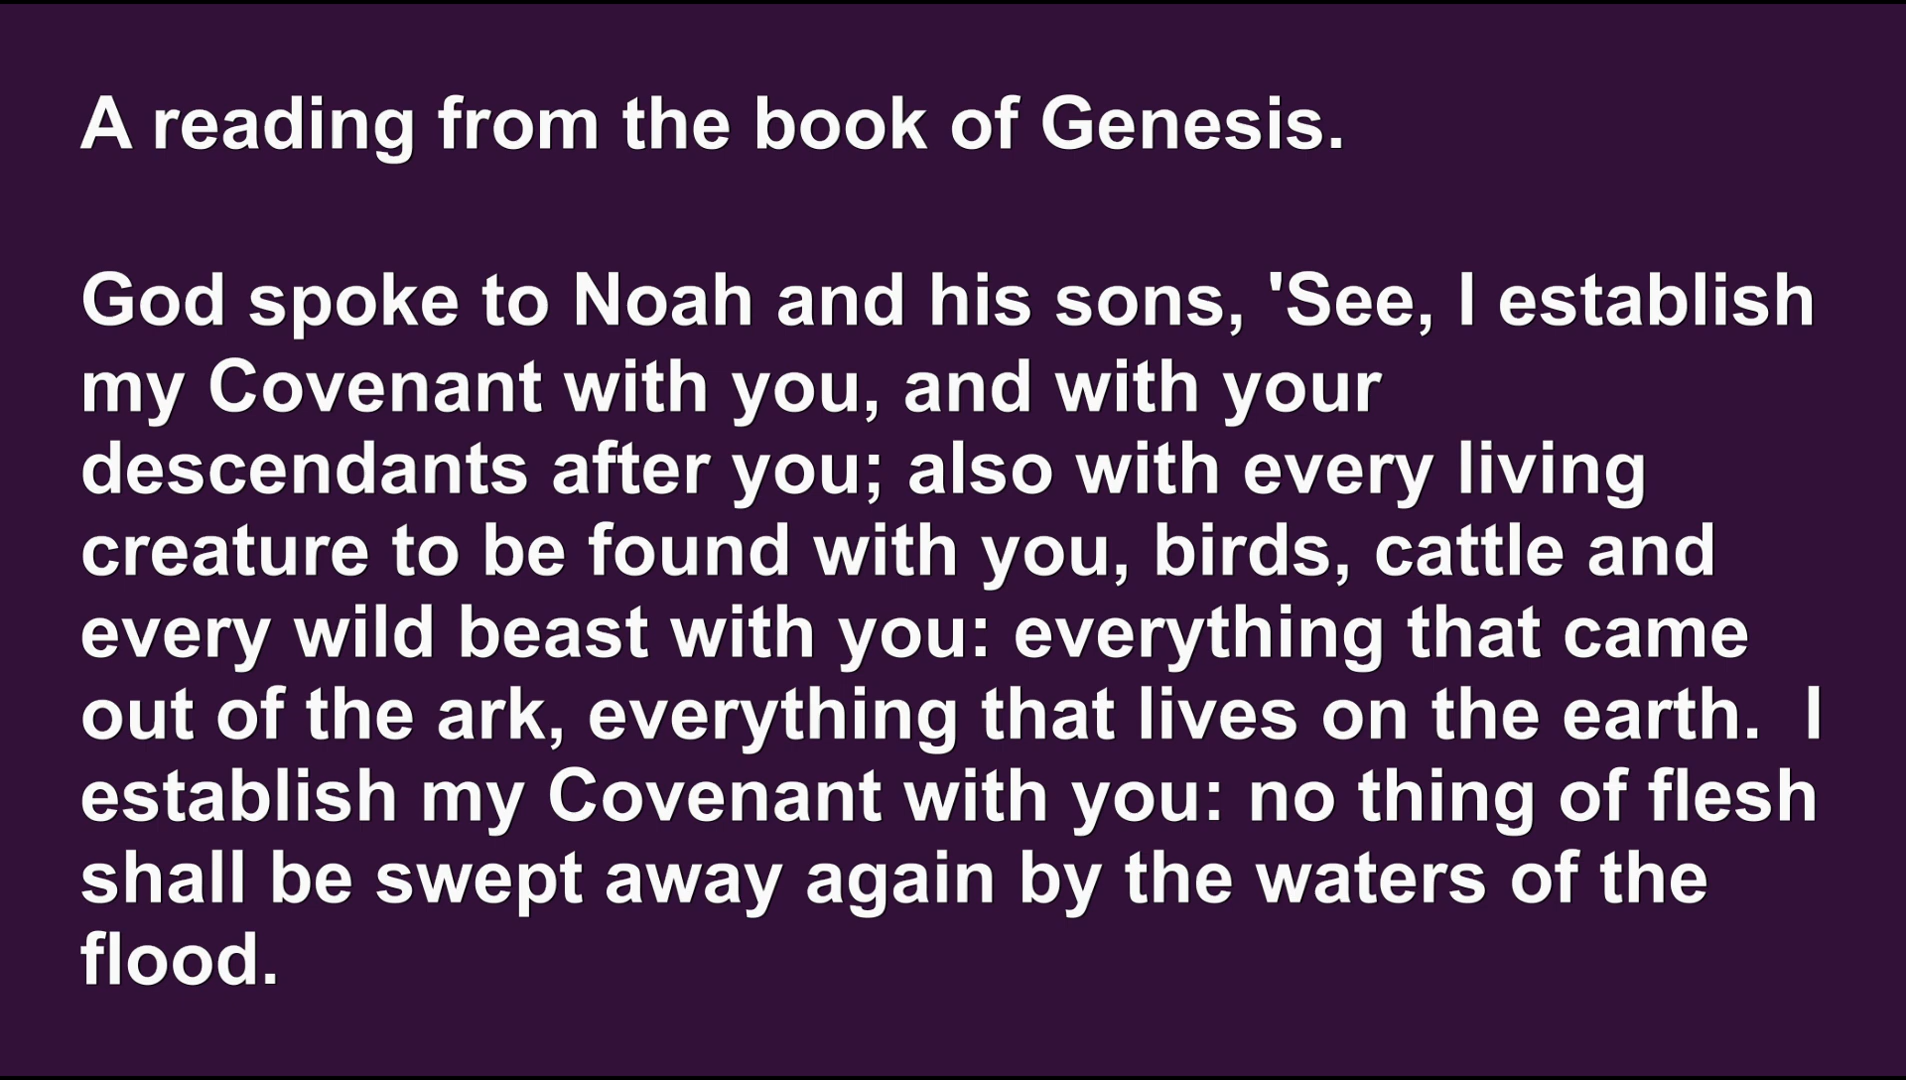 A reading from the book of Genesis.
God spoke to Noah and his sons, 'See, I establish
my Covenant with you, and with your
descendants after you; also with every living
creature to be found with you, birds, cattle and
every wild beast with you: everything that came
out of the ark, everything that lives on the earth.  I
establish my Covenant with you: no thing of flesh
shall be swept away again by the waters of the
flood.